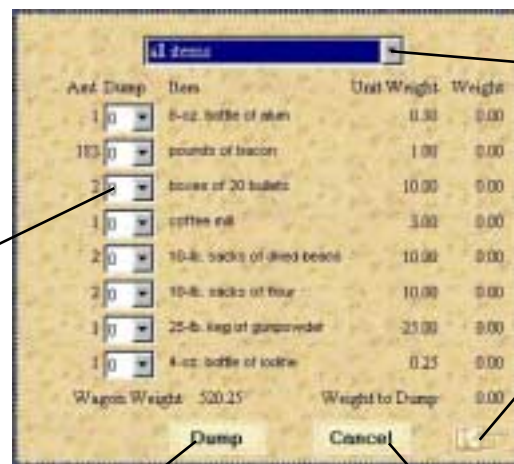 all items
Amt Dump Item Unit Weight Weight
1 0 8-oz. bottle of alum 0.50 0.00
183 0 pounds of bacon 1.00 0.00
2 0 boxes of 20 bullets 10.00 0.00
1 0 coffee mill 3.00 0.00
2 0 10-lb. sacks of dried beans 10.00 0.00
2 0 10-lb. sacks of flour 10.00 0.00
1 0 25-lb. keg of gunpowder 25.00 0.00
1 0 4-oz. bottle of iodine 0.25 0.00
Wagon Weight 520.25 Weight to Dump 0.00
Dump Cancel